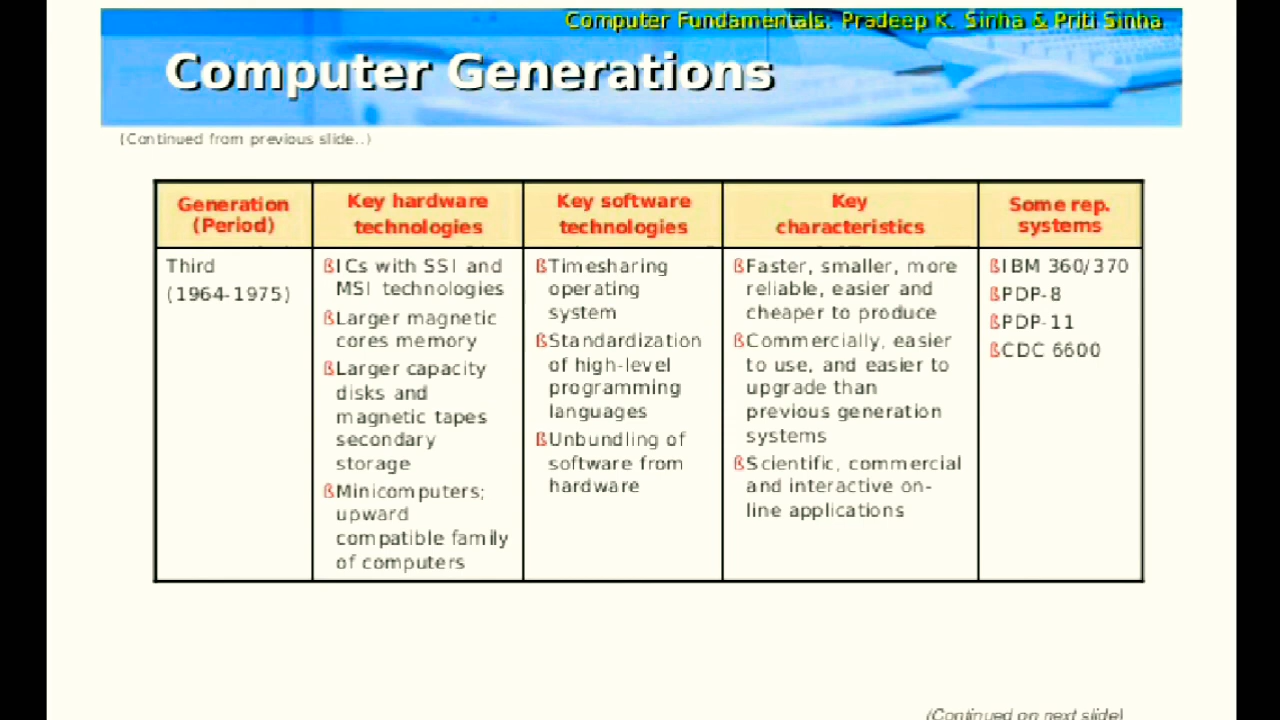 Computer Fundamentals: Pradeep K. Sinha & Priti Sinha
Computer Generations
(Continued from previous slide..)
Generation
(Period)
Key hardware
technologies
Key software
technologies
Key
characteristics
Some rep.
systems
Third
(1964-1975)
ßICs with SSI and
MSI technologies
ßLarger magnetic
cores memory
ßLarger capacity
disks and
magnetic tapes
secondary
storage
ßMinicomputers;
upward
compatible family
of computers
ßTimesharing
operating
system
ßStandardization
of high-level
programming
languages
ßUnbundling of
software from
hardware
ßFaster, smaller, more
reliable, easier and
cheaper to produce
ßCommercially, easier
to use, and easier to
upgrade than
previous generation
systems
ßScientific, commercial
and interactive on-
line applications
ßIBM 360/370
ßPDP-8
ßPDP-11
ßCDC 6600
(Continued on next slide)